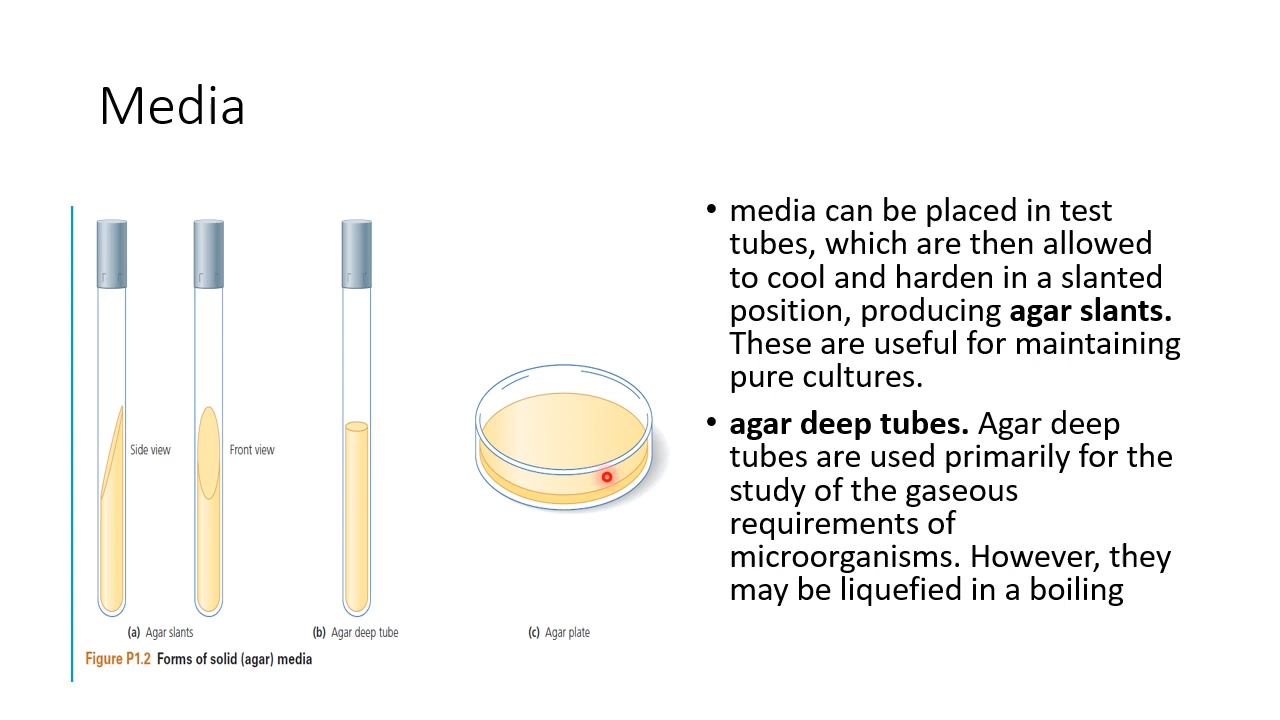 Media
• media can be placed in test
tubes, which are then allowed
to cool and harden in a slanted
position, producing agar slants.
These are useful for maintaining
pure cultures.
• agar deep tubes. Agar deep
tubes are used primarily for the
study of the gaseous
requirements of
microorganisms. However, they
may be liquefied in a boiling
Side view
Front view
(a) Agar slants
(b) Agar deep tube
(c) Agar plate
Figure P1.2 Forms of solid (agar) media